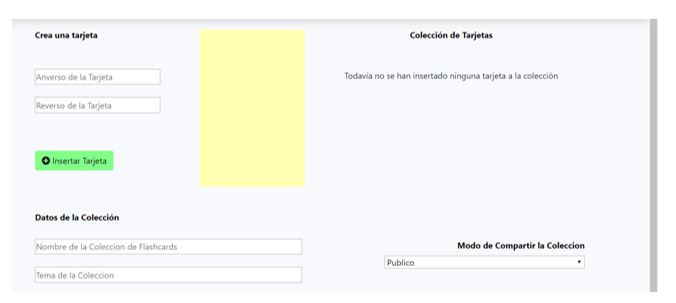 Crea una tarjeta
Colección de Tarjetas
Anverso de la Tarjeta
Todavía no se han insertado ninguna tarjeta a la colección
Reverso de la Tarjeta
Insertar Tarjeta
Datos de la Colección
Nombre de la Coleccion de Flashcards
Modo de Compartir la Coleccion
Publico
Tema de la Coleccion